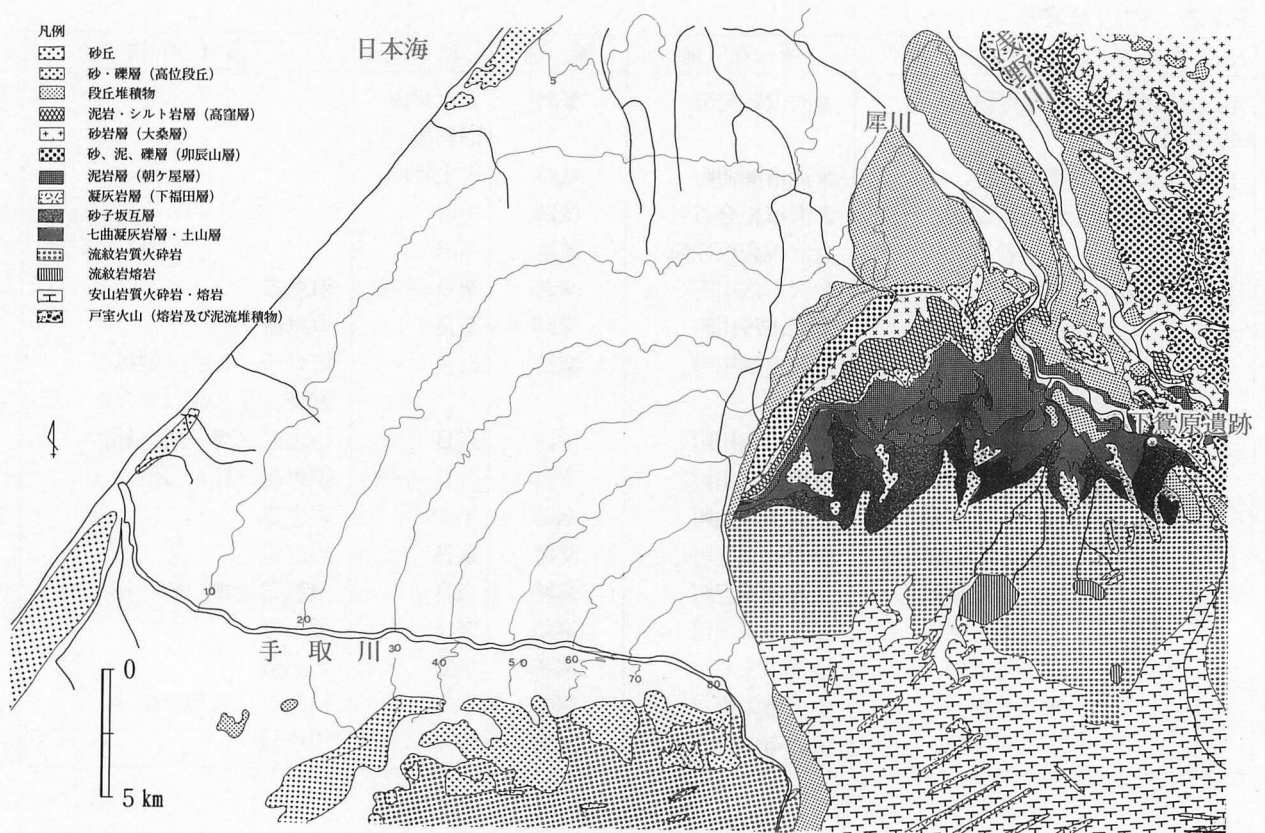 凡例
砂丘
砂・礫層（高位段丘）
段丘堆積物
泥岩・シルト岩層（高窪層）
砂岩層（大桑層）
砂、泥、礫層（卯辰山層）
泥岩層（朝ケ屋層）
凝灰岩層（下福田層）
砂子坂互層
七曲凝灰岩層・土山層
流紋岩質火砕岩
流紋岩熔岩
安山岩質火砕岩・熔岩
戸室火山（熔岩及び泥流堆積物）
日本海
浅野川
犀川
下鴛原遺跡
手取川
5
10
20
30
40
50
60
70
80
0
5km